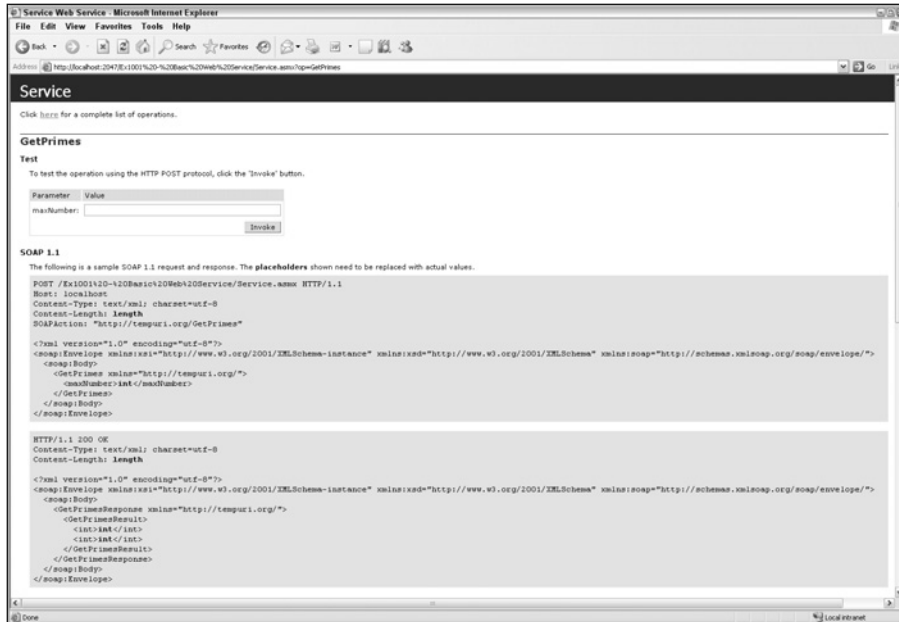 Service Web Service - Microsoft Internet Explorer
File Edit View Favorites Tools Help
Back Search Favorites
Address http://localhost:2047/Ex1001%20-%20Basic%20Web%20Service/Service.asmx?op=GetPrimes Go
Service
Click here for a complete list of operations.
GetPrimes
Test
To test the operation using the HTTP POST protocol, click the 'Invoke' button.
Parameter Value
maxNumber:
Invoke
SOAP 1.1
The following is a sample SOAP 1.1 request and response. The placeholders shown need to be replaced with actual values.
POST /Ex1001%20-%20Basic%20Web%20Service/Service.asmx HTTP/1.1
Host: localhost
Content-Type: text/xml; charset=utf-8
Content-Length: length
SOAPAction: "http://tempuri.org/GetPrimes"
<?xml version="1.0" encoding="utf-8"?>
<soap:Envelope xmlns:xsi="http://www.w3.org/2001/XMLSchema-instance" xmlns:xsd="http://www.w3.org/2001/XMLSchema" xmlns:soap="http://schemas.xmlsoap.org/soap/envelope/">
<soap:Body>
<GetPrimes xmlns="http://tempuri.org/">
<maxNumber>int</maxNumber>
</GetPrimes>
</soap:Body>
</soap:Envelope>
HTTP/1.1 200 OK
Content-Type: text/xml; charset=utf-8
Content-Length: length
<?xml version="1.0" encoding="utf-8"?>
<soap:Envelope xmlns:xsi="http://www.w3.org/2001/XMLSchema-instance" xmlns:xsd="http://www.w3.org/2001/XMLSchema" xmlns:soap="http://schemas.xmlsoap.org/soap/envelope/">
<soap:Body>
<GetPrimesResponse xmlns="http://tempuri.org/">
<GetPrimesResult>
<int>int</int>
<int>int</int>
</GetPrimesResult>
</GetPrimesResponse>
</soap:Body>
</soap:Envelope>
Done Local intranet